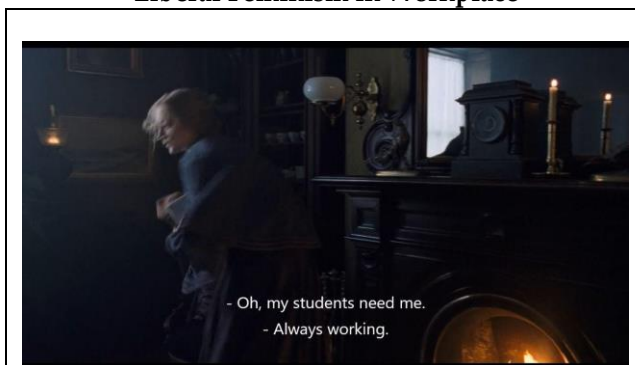 Liberal Feminism in Workplace
- Oh, my students need me.
- Always working.